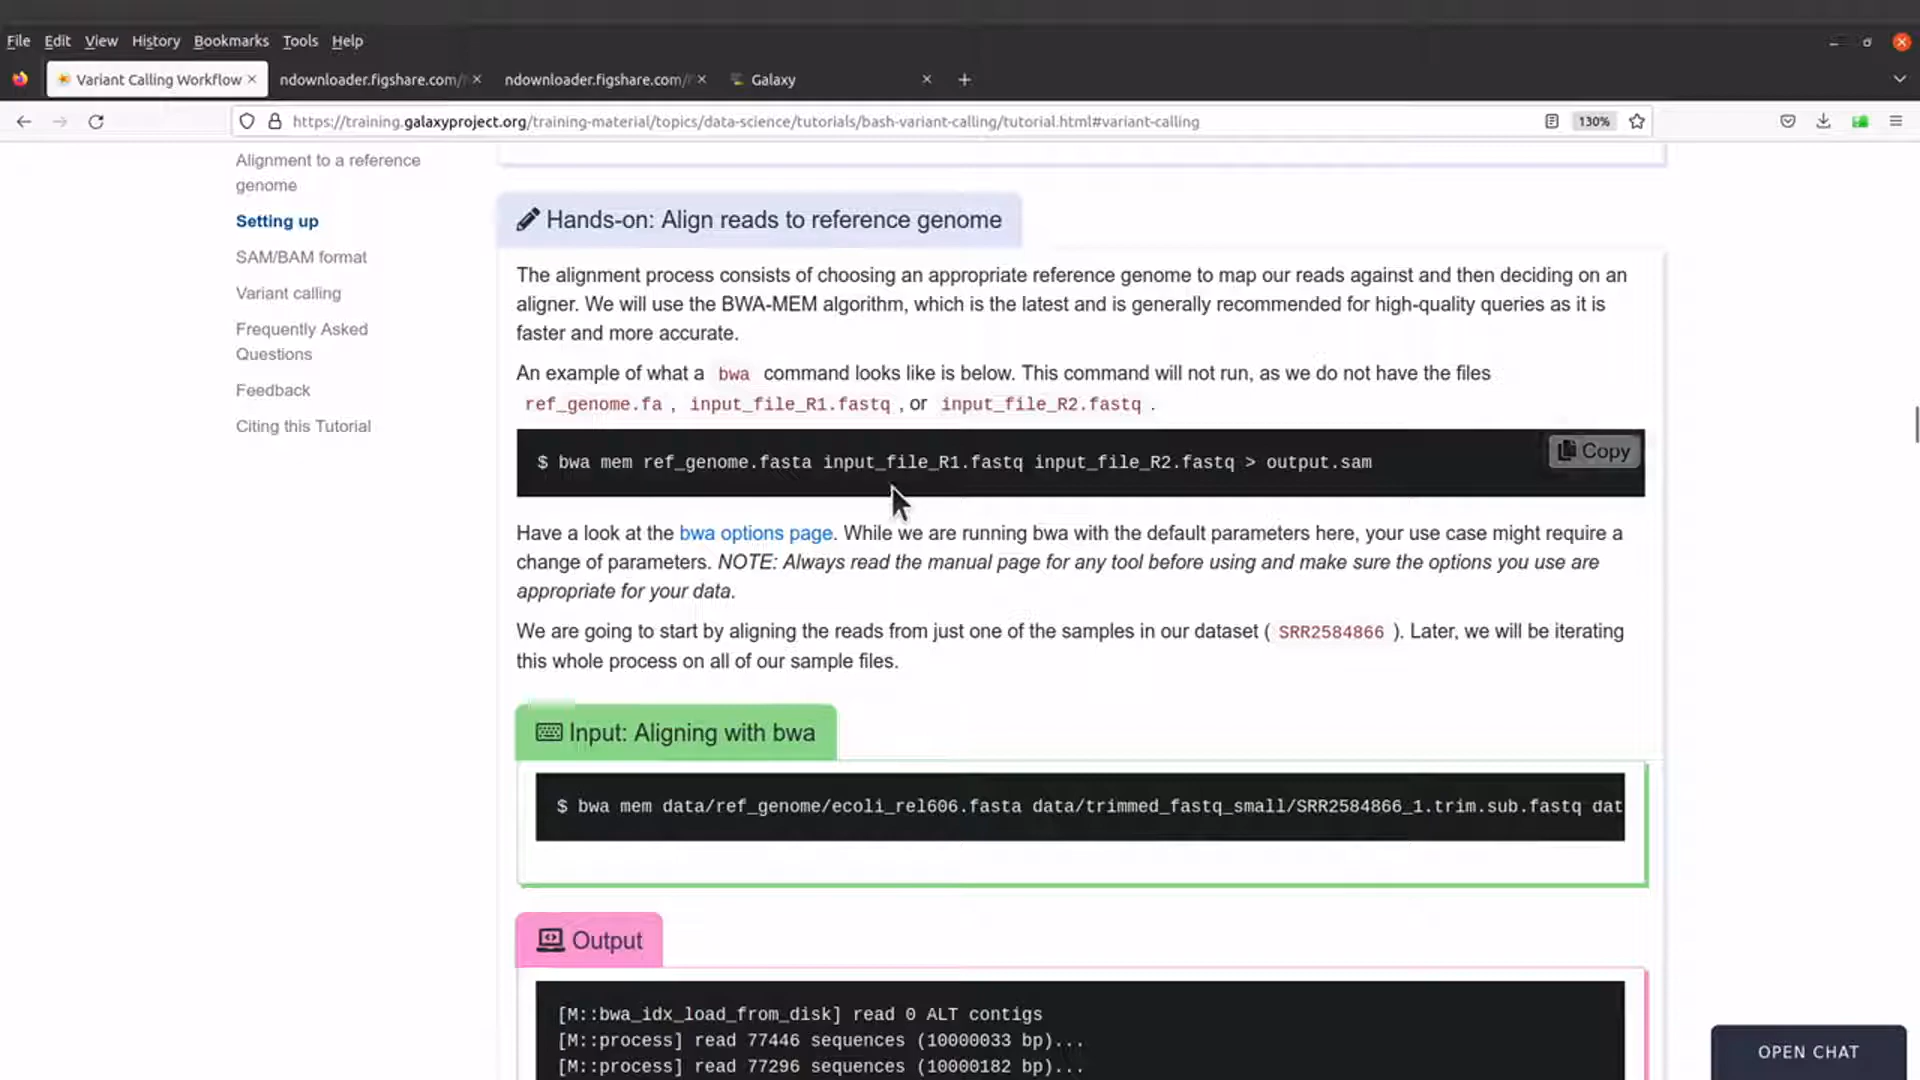 File Edit View History Bookmarks Tools Help
Variant Calling Workflow
ndownloader.figshare.com/
ndownloader.figshare.com/
Galaxy
https://training.galaxyproject.org/training-material/topics/data-science/tutorials/bash-variant-calling/tutorial.html#variant-calling
130%
Alignment to a reference
genome
Setting up
SAM/BAM format
Variant calling
Frequently Asked
Questions
Feedback
Citing this Tutorial
Hands-on: Align reads to reference genome
The alignment process consists of choosing an appropriate reference genome to map our reads against and then deciding on an
aligner. We will use the BWA-MEM algorithm, which is the latest and is generally recommended for high-quality queries as it is
faster and more accurate.
An example of what a bwa command looks like is below. This command will not run, as we do not have the files
ref_genome.fa , input_file_R1.fastq , or input_file_R2.fastq .
$ bwa mem ref_genome.fasta input_file_R1.fastq input_file_R2.fastq > output.sam
Copy
Have a look at the bwa options page. While we are running bwa with the default parameters here, your use case might require a
change of parameters. NOTE: Always read the manual page for any tool before using and make sure the options you use are
appropriate for your data.
We are going to start by aligning the reads from just one of the samples in our dataset ( SRR2584866 ). Later, we will be iterating
this whole process on all of our sample files.
Input: Aligning with bwa
$ bwa mem data/ref_genome/ecoli_rel606.fasta data/trimmed_fastq_small/SRR2584866_1.trim.sub.fastq dat
Output
[M::bwa_idx_load_from_disk] read 0 ALT contigs
[M::process] read 77446 sequences (10000033 bp)...
[M::process] read 77296 sequences (10000182 bp)...
OPEN CHAT